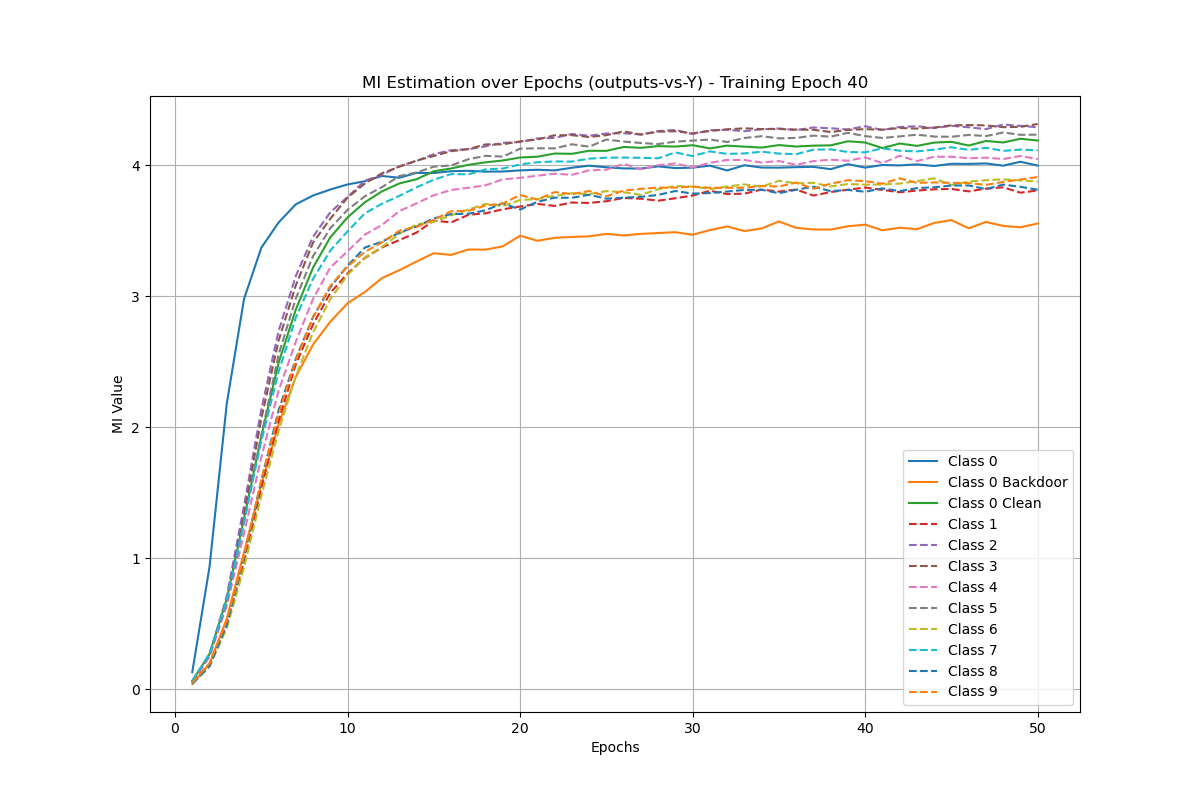 MI Estimation over Epochs (outputs-vs-Y) - Training Epoch 40
MI Value
4
3
2
1
0
0
10
20
30
40
50
Epochs
Class 0
Class 0 Backdoor
Class 0 Clean
Class 1
Class 2
Class 3
Class 4
Class 5
Class 6
Class 7
Class 8
Class 9